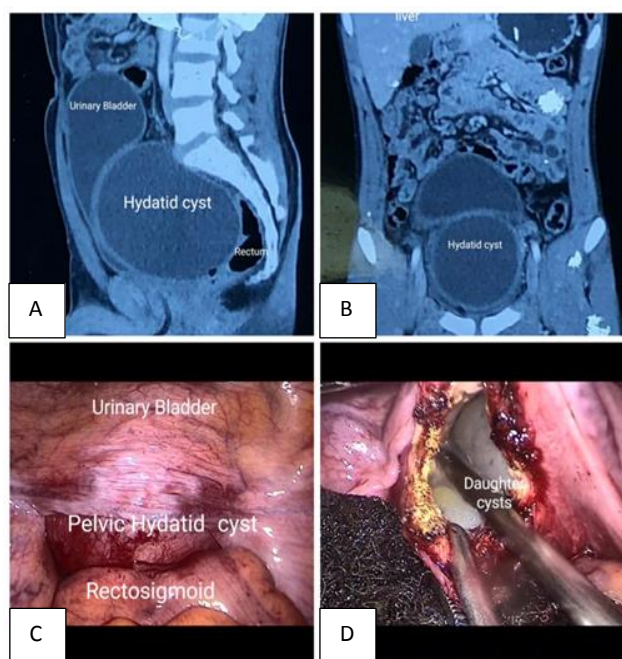 Urinary Bladder
Hydatid cyst
Rectum
A
liver
Hydatid cyst
B
Urinary Bladder
Pelvic Hydatid cyst
Rectosigmoid
C
Daughter
cysts
D